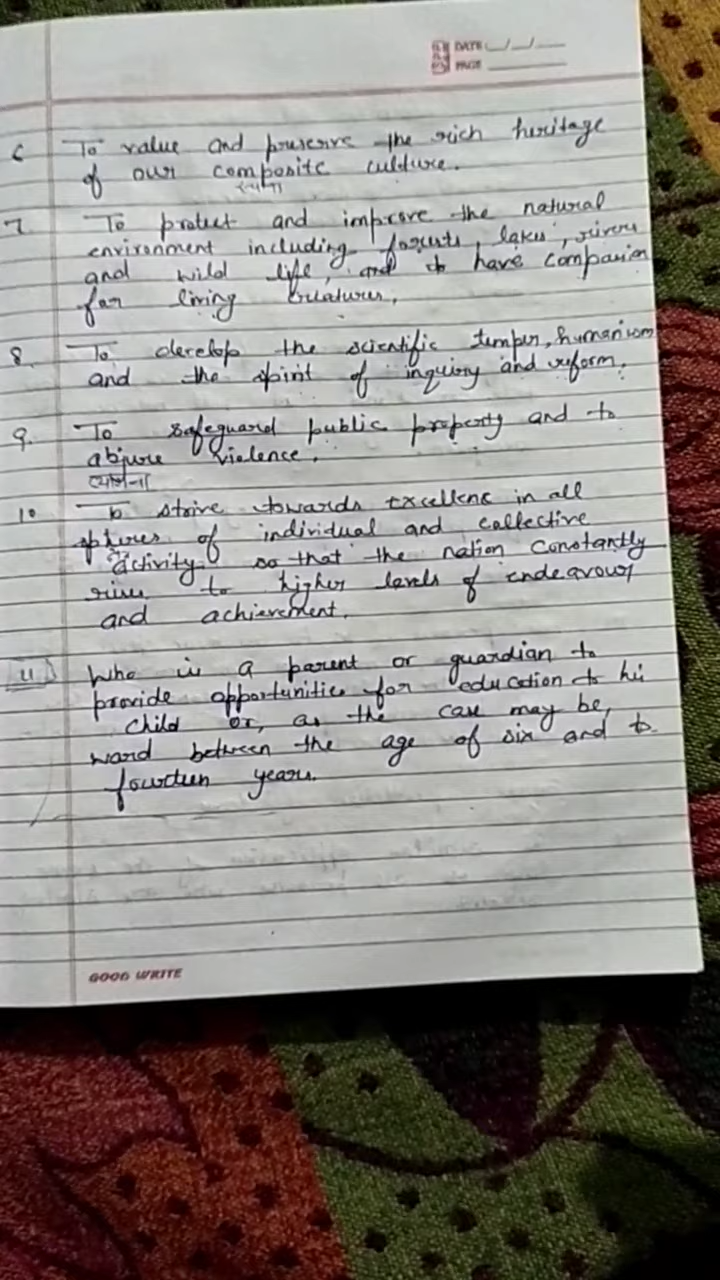 DATE __/__/__
PAGE
6 To value and preserve the rich heritage
of our composite culture.
7 To protect and improve the natural
environment including forests, lakes, rivers
and wild life, and to have compassion
for living creatures.
8. To develop the scientific temper, humanism
and the spirit of inquiry and reform.
9. To safeguard public property and to
abjure violence.
त्यागना
10 To strive towards excellenc in all
spheres of individual and collective
activity so that the nation constantly
rises to higher levels of endeavour
and achievement.
11 Who is a parent or guardian to
provide opportunities for education to his
child or, as the case may be,
ward between the age of six and to
fourteen years.
GOOD WRITE